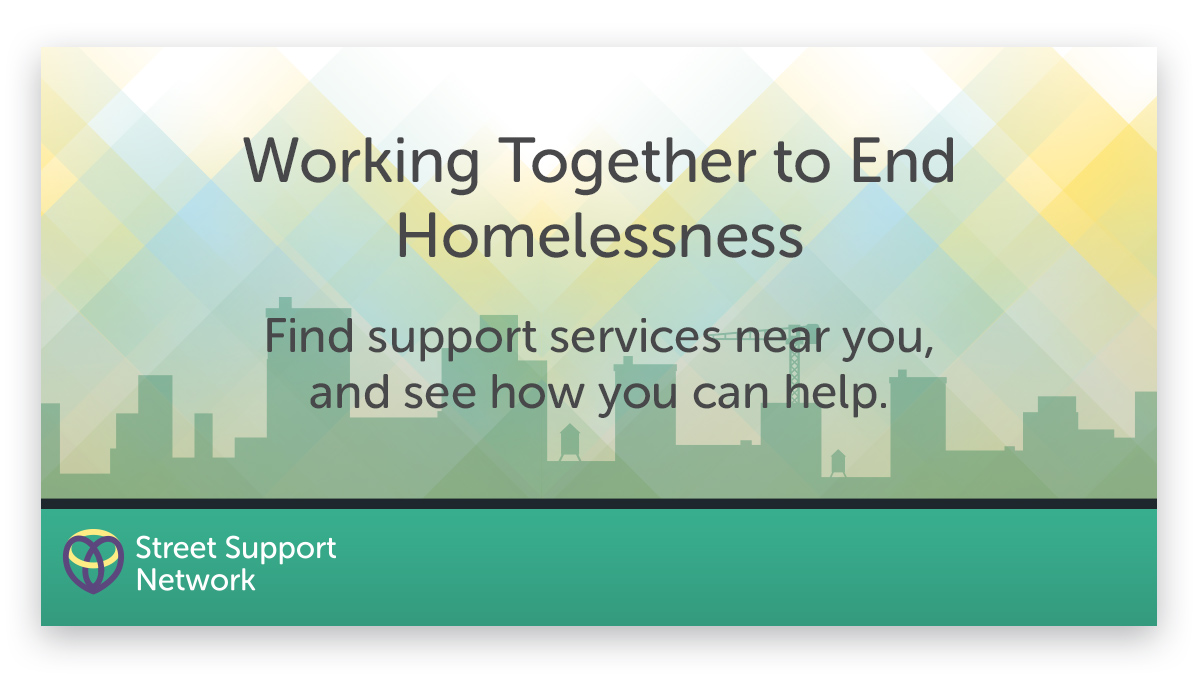 Working Together to End
Homelessness
Find support services near you,
and see how you can help.
Street Support
Network